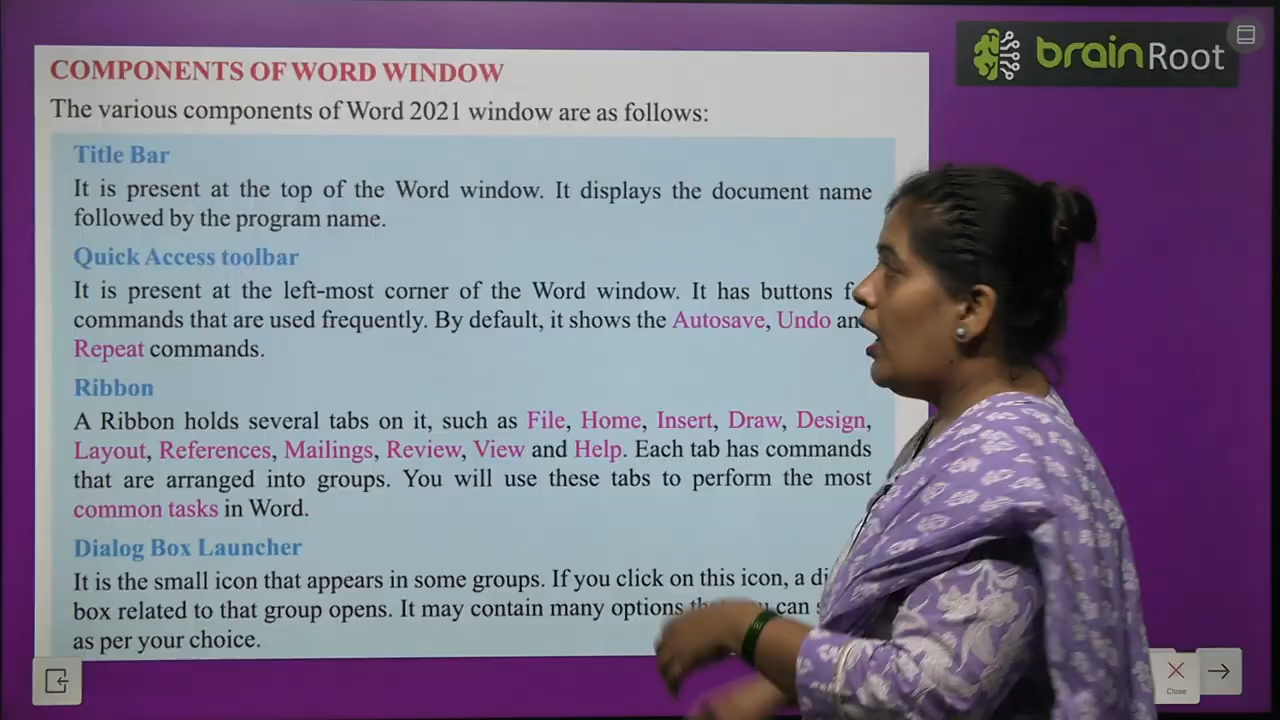 COMPONENTS OF WORD WINDOW
The various components of Word 2021 window are as follows:
Title Bar
It is present at the top of the Word window. It displays the document name
followed by the program name.
Quick Access toolbar
It is present at the left-most corner of the Word window. It has buttons
commands that are used frequently. By default, it shows the Autosave, Undo
Repeat commands.
Ribbon
A Ribbon holds several tabs on it, such as File, Home, Insert, Draw, Design,
Layout, References, Mailings, Review, View and Help. Each tab has commands
that are arranged into groups. You will use these tabs to perform the most
common tasks in Word.
Dialog Box Launcher
It is the small icon that appears in some groups. If you click on this icon, a
box related to that group opens. It may contain many options can
as per your choice.
brainRoot
Close